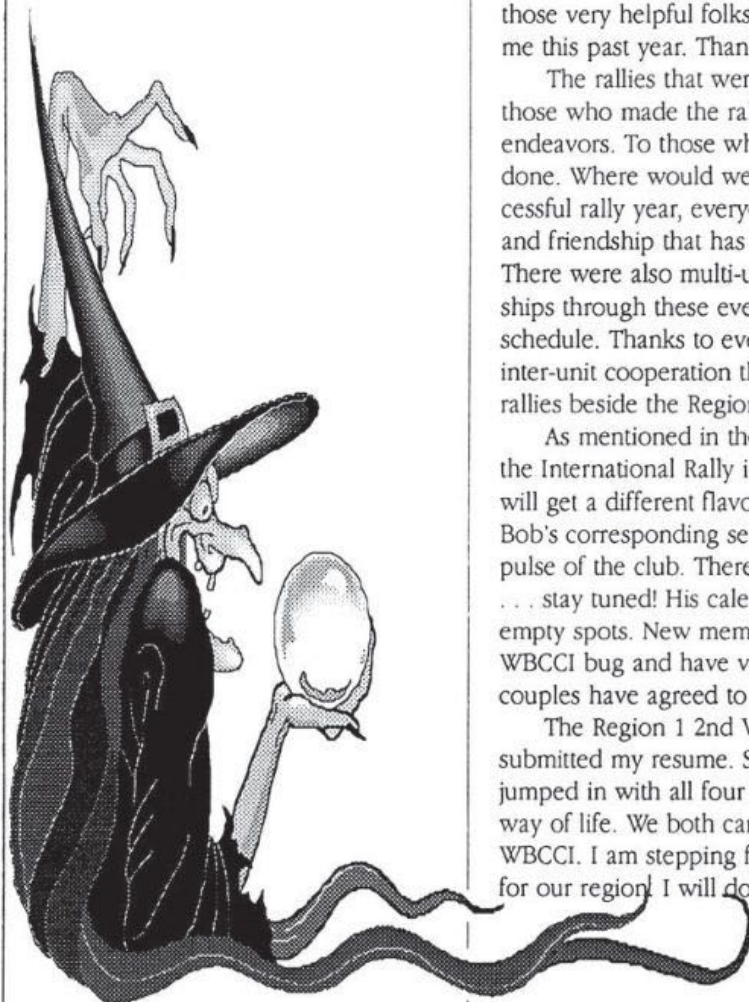 those very helpful folks
me this past year. Than
The rallies that wer
those who made the ra
endeavors. To those wh
done. Where would we
cessful rally year, every
and friendship that has
There were also multi-u
ships through these eve
schedule. Thanks to eve
inter-unit cooperation th
rallies beside the Region
As mentioned in the
the International Rally i
will get a different flavo
Bob's corresponding se
pulse of the club. There
. . . stay tuned! His cale
empty spots. New mem
WBCCI bug and have v
couples have agreed to
The Region 1 2nd V
submitted my resume. S
jumped in with all four
way of life. We both car
WBCCI. I am stepping f
for our region! I will do